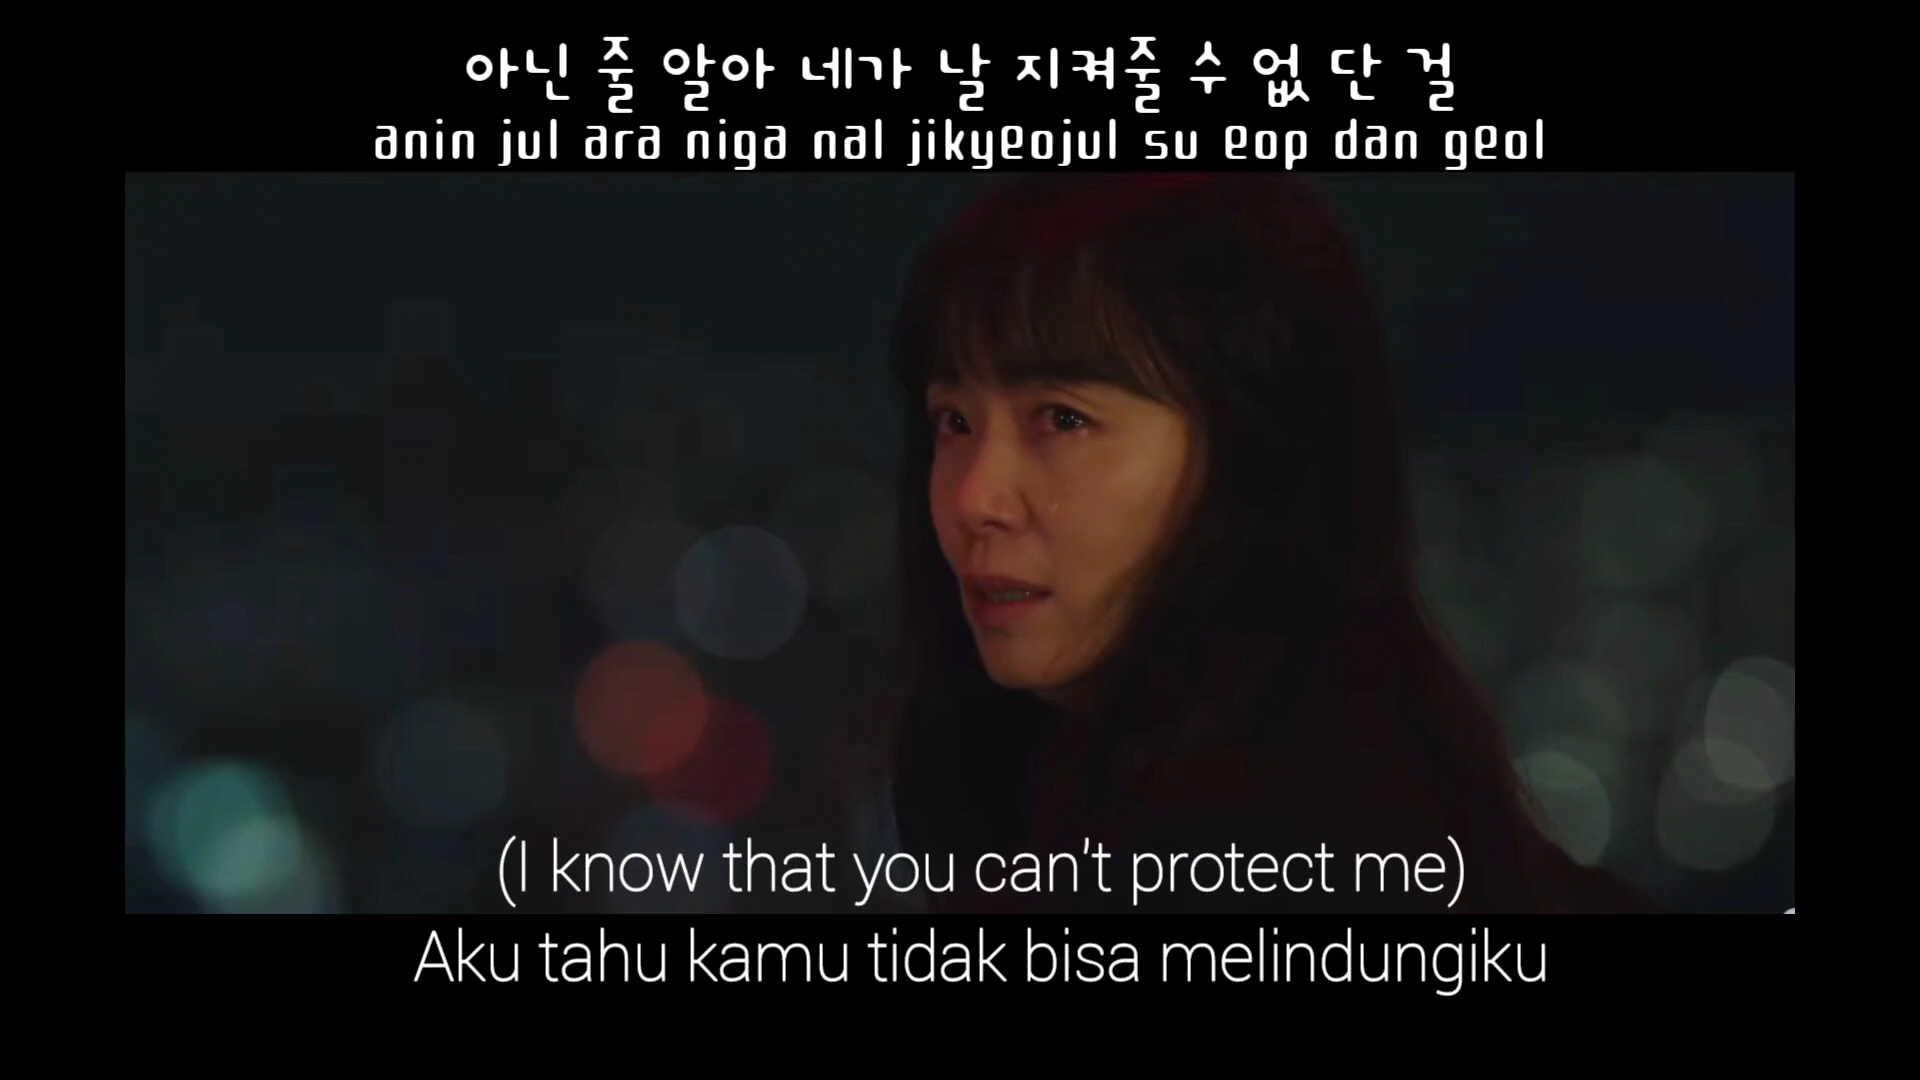 아닌 줄 알아 네가 날 지켜줄 수 없 단 걸
anin jul ara niga nal jikyeojul su eop dan geol
(I know that you can't protect me)
Aku tahu kamu tidak bisa melindungiku